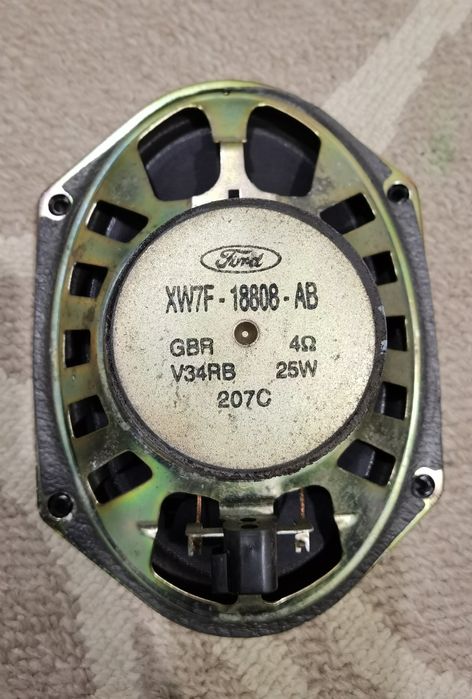 Ford
XW7F-18808-AB
GBR 4Ω
V34RB 25W
207C